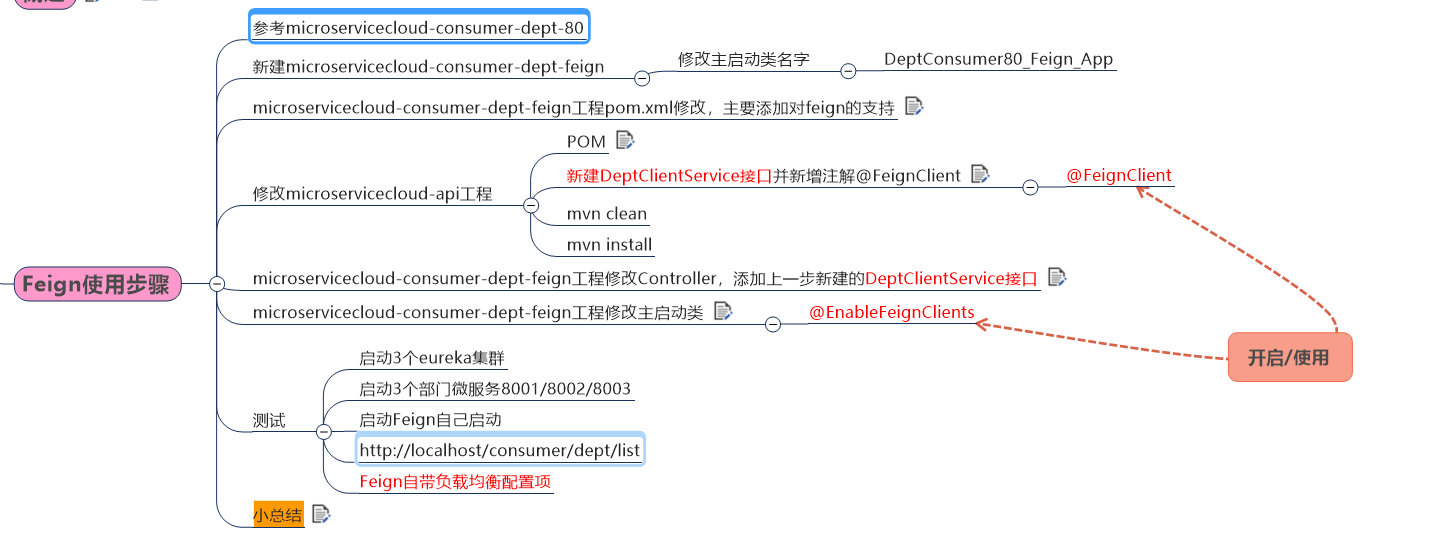 参考microservicecloud-consumer-dept-80
新建microservicecloud-consumer-dept-feign
修改主启动类名字
DeptConsumer80_Feign_App
microservicecloud-consumer-dept-feign工程pom.xml修改，主要添加对feign的支持
修改microservicecloud-api工程
POM
新建DeptClientService接口并新增注解@FeignClient
@FeignClient
mvn clean
mvn install
Feign使用步骤
microservicecloud-consumer-dept-feign工程修改Controller，添加上一步新建的DeptClientService接口
microservicecloud-consumer-dept-feign工程修改主启动类
@EnableFeignClients
开启/使用
测试
启动3个eureka集群
启动3个部门微服务8001/8002/8003
启动Feign自己启动
http://localhost/consumer/dept/list
Feign自带负载均衡配置项
小总结